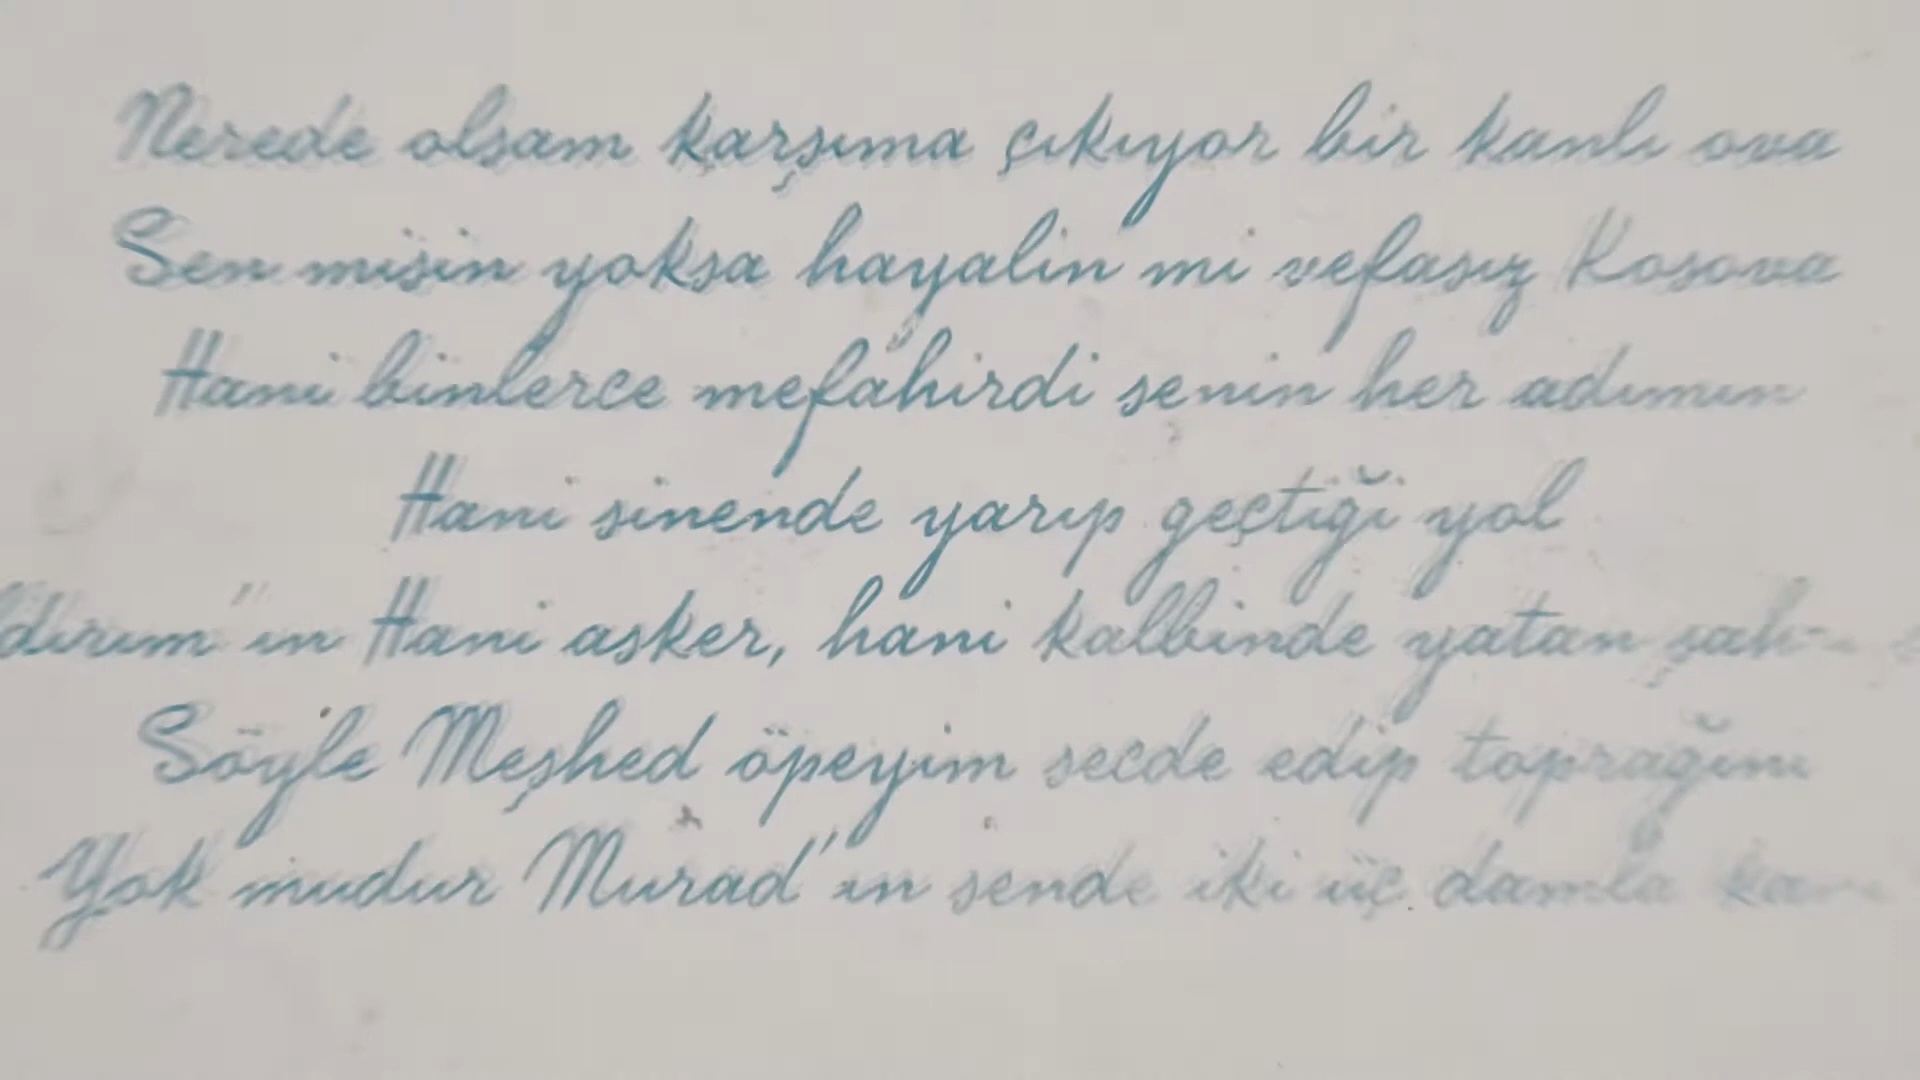 Nerede olsam karşıma çıkıyor bir kanlı ova
Sen misin yoksa hayalin mi vefasız Kosova
Hani binlerce mefâhirdi senin her adımın
Hani sinende yarıp geçtiği yol
dırım"ın Hani asker, hani kalbinde yatan şah-
Söyle Meşhed öpeyim secde edip toprağını
Yok mudur Murad'ın sende iki üç damla